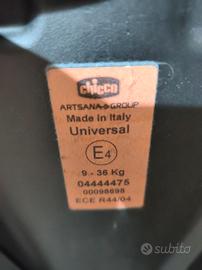 chicco
ARTSANA GROUP
Made in Italy
Universal
E4
9 - 36 Kg
04444475
00098698
ECE R44/04
subito